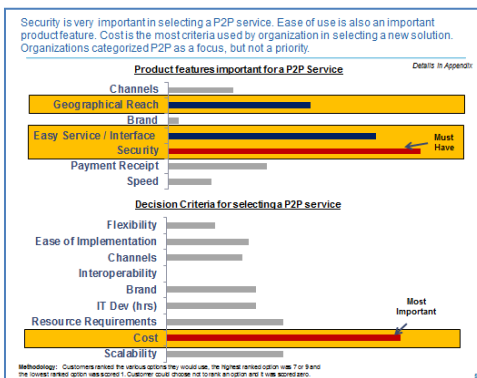 Security is very important in selecting a P2P service. Ease of use is also an important
product feature. Cost is the most criteria used by organization in selecting a new solution.
Organizations categorized P2P as a focus, but not a priority.
Product features important for a P2P Service
Details In Appendix
Channels
Geographical Reach
Brand
Easy Service / Interface
Security
Must
Have
Payment Receipt
Speed
Decision Criteria for selecting a P2P service
Flexibility
Ease of Implementation
Channels
Interoperability
Brand
IT Dev (hrs)
Most
Important
Resource Requirements
Cost
Scalability
Methodology: Customers ranked the various options they would use, the highest ranked option was 7 or 9 and
the lowest ranked option was scored 1. Customer could choose not to rank an option and it was scored zero.